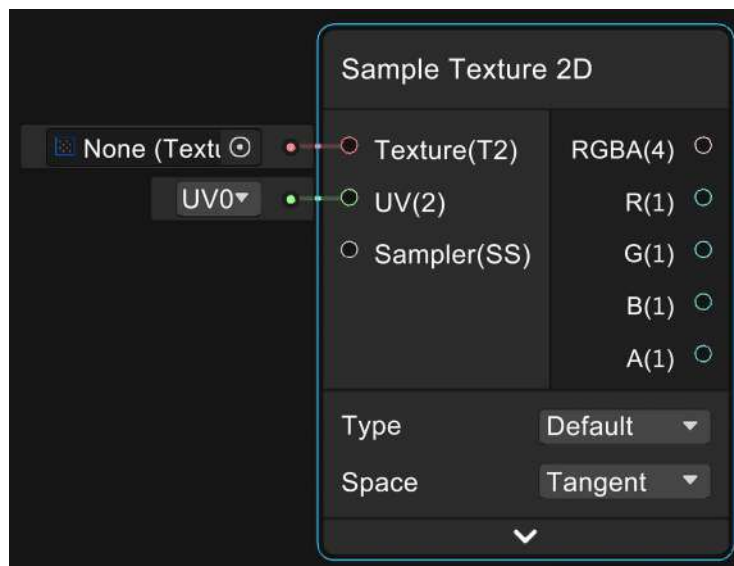 Sample Texture 2D
None (Textu
Texture(T2)
RGBA(4)
UV0
UV(2)
R(1)
Sampler(SS)
G(1)
B(1)
A(1)
Type
Default
Space
Tangent